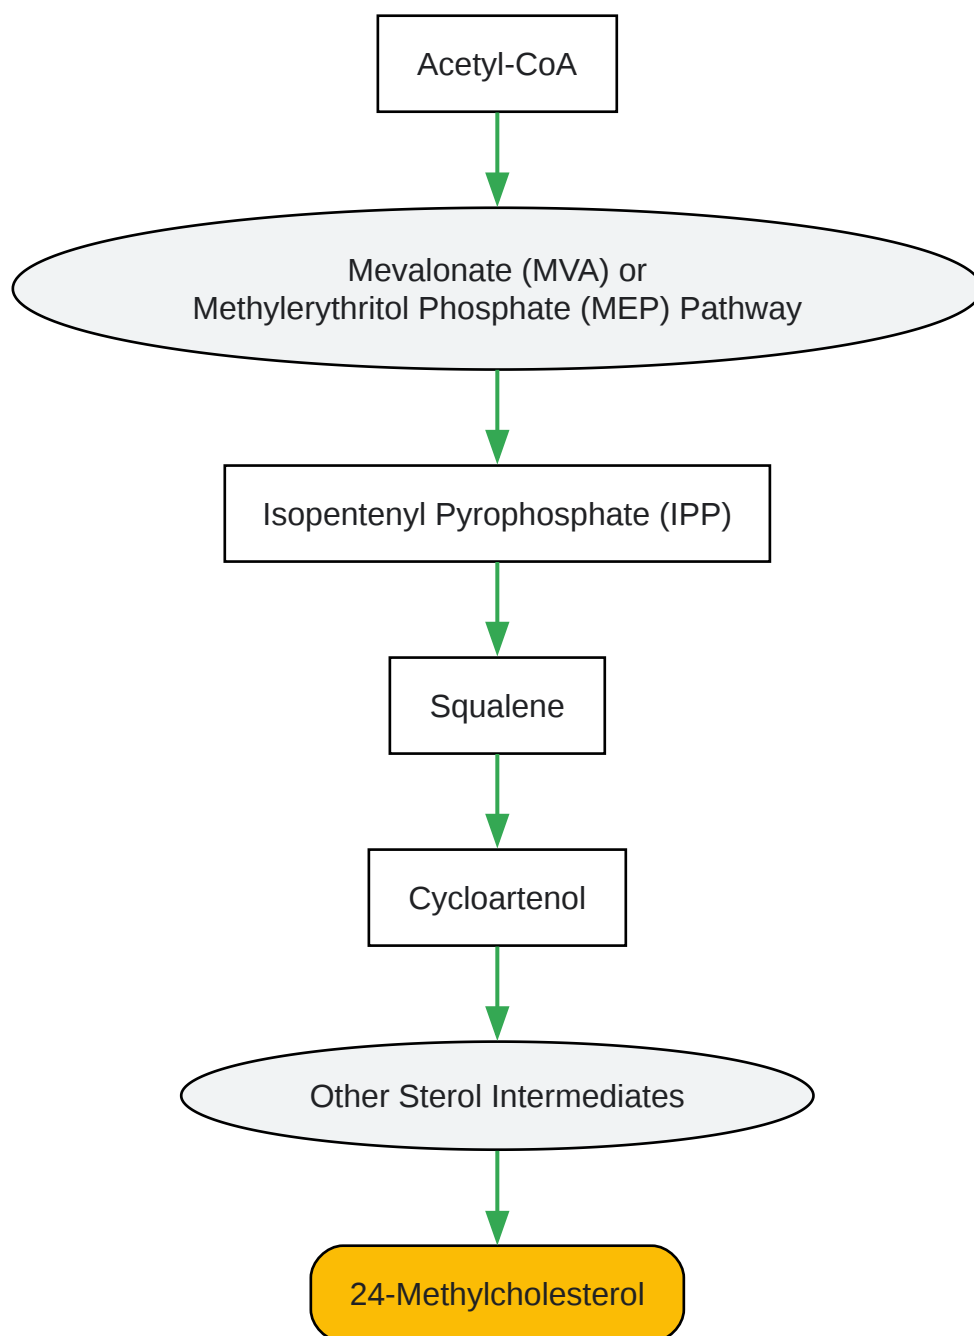 Acetyl-CoA
Mevalonate (MVA) or
Methylerythritol Phosphate (MEP) Pathway
Isopentenyl Pyrophosphate (IPP)
Squalene
Cycloartenol
Other Sterol Intermediates
24-Methylcholesterol